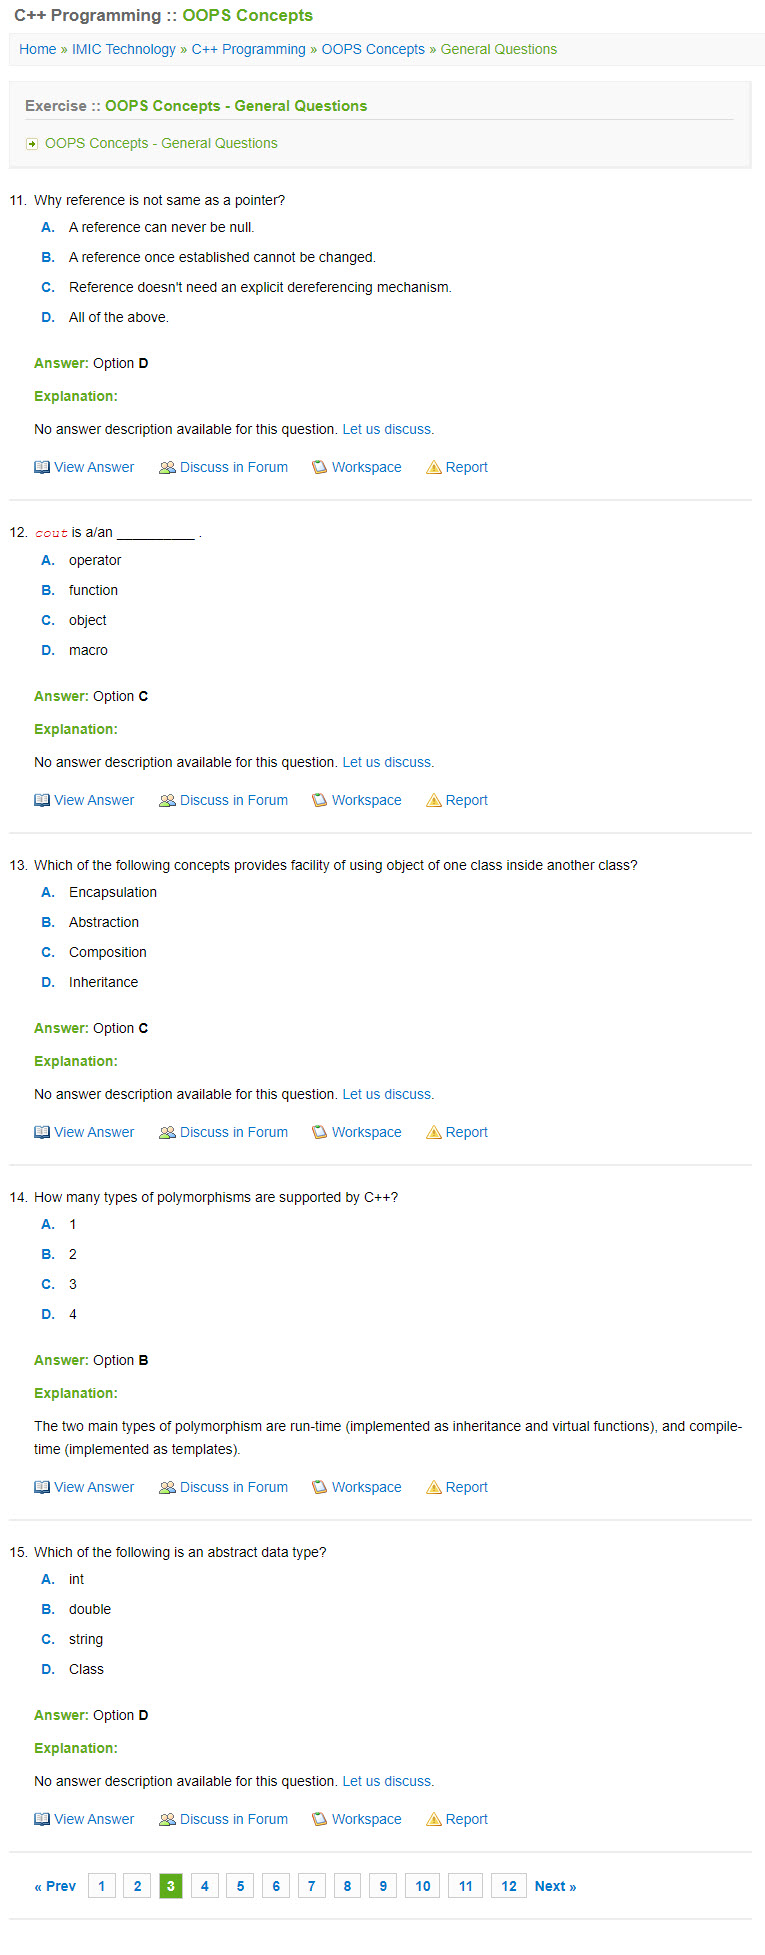 C++ Programming :: OOPS Concepts
Home » IMIC Technology » C++ Programming » OOPS Concepts » General Questions
Exercise :: OOPS Concepts - General Questions
OOPS Concepts - General Questions
11. Why reference is not same as a pointer?
A. A reference can never be null.
B. A reference once established cannot be changed.
C. Reference doesn't need an explicit dereferencing mechanism.
D. All of the above.
Answer: Option D
Explanation:
No answer description available for this question. Let us discuss.
View Answer Discuss in Forum Workspace Report
12. cout is a/an __________ .
A. operator
B. function
C. object
D. macro
Answer: Option C
Explanation:
No answer description available for this question. Let us discuss.
View Answer Discuss in Forum Workspace Report
13. Which of the following concepts provides facility of using object of one class inside another class?
A. Encapsulation
B. Abstraction
C. Composition
D. Inheritance
Answer: Option C
Explanation:
No answer description available for this question. Let us discuss.
View Answer Discuss in Forum Workspace Report
14. How many types of polymorphisms are supported by C++?
A. 1
B. 2
C. 3
D. 4
Answer: Option B
Explanation:
The two main types of polymorphism are run-time (implemented as inheritance and virtual functions), and compile-
time (implemented as templates).
View Answer Discuss in Forum Workspace Report
15. Which of the following is an abstract data type?
A. int
B. double
C. string
D. Class
Answer: Option D
Explanation:
No answer description available for this question. Let us discuss.
View Answer Discuss in Forum Workspace Report
« Prev 1 2 3 4 5 6 7 8 9 10 11 12 Next »